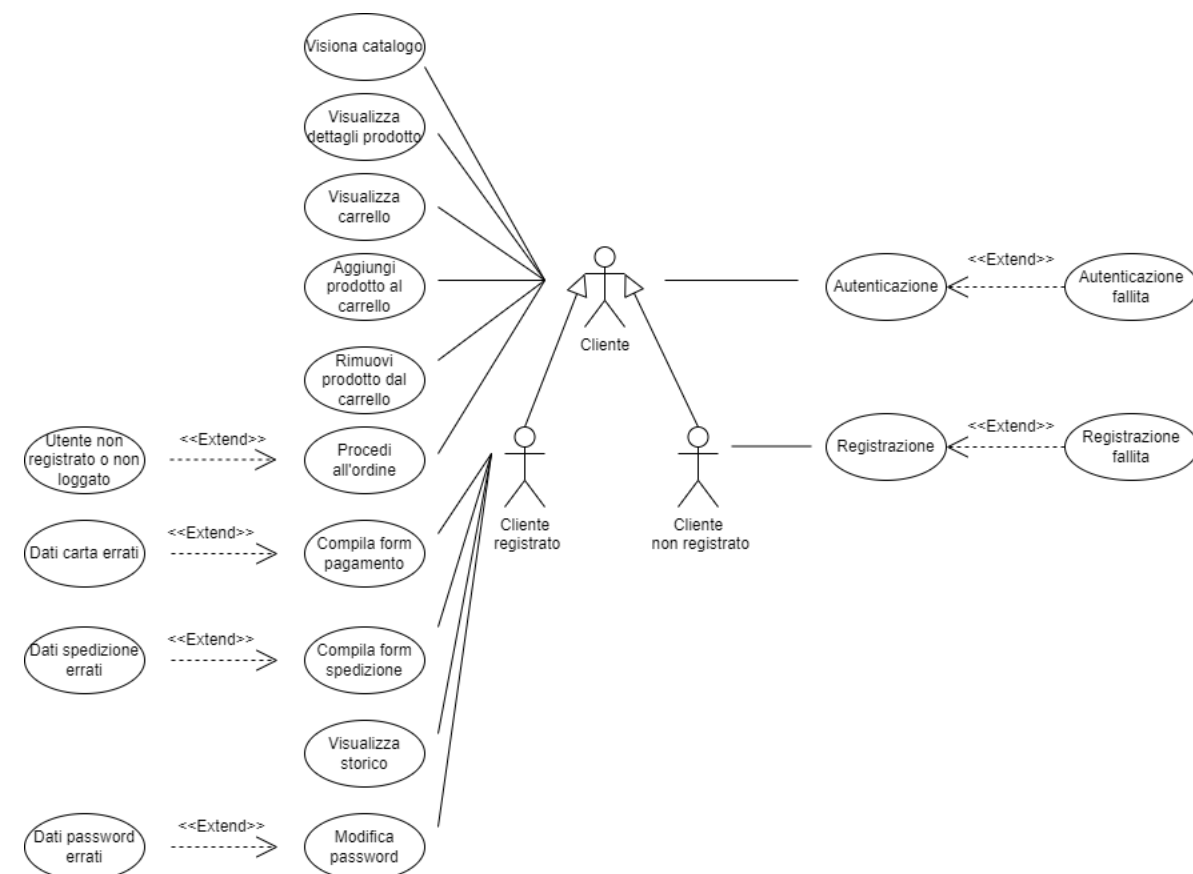 Visiona catalogo
Visualizza
dettagli prodotto
Visualizza
carrello
Aggiungi
prodotto al
carrello
Rimuovi
prodotto dal
carrello
Utente non
registrato o non
loggato
<<Extend>>
Procedi
all'ordine
Dati carta errati
<<Extend>>
Compila form
pagamento
Dati spedizione
errati
<<Extend>>
Compila form
spedizione
Visualizza
storico
Dati password
errati
<<Extend>>
Modifica
password
Cliente
Cliente
registrato
Cliente
non registrato
Autenticazione
<<Extend>>
Autenticazione
fallita
Registrazione
<<Extend>>
Registrazione
fallita